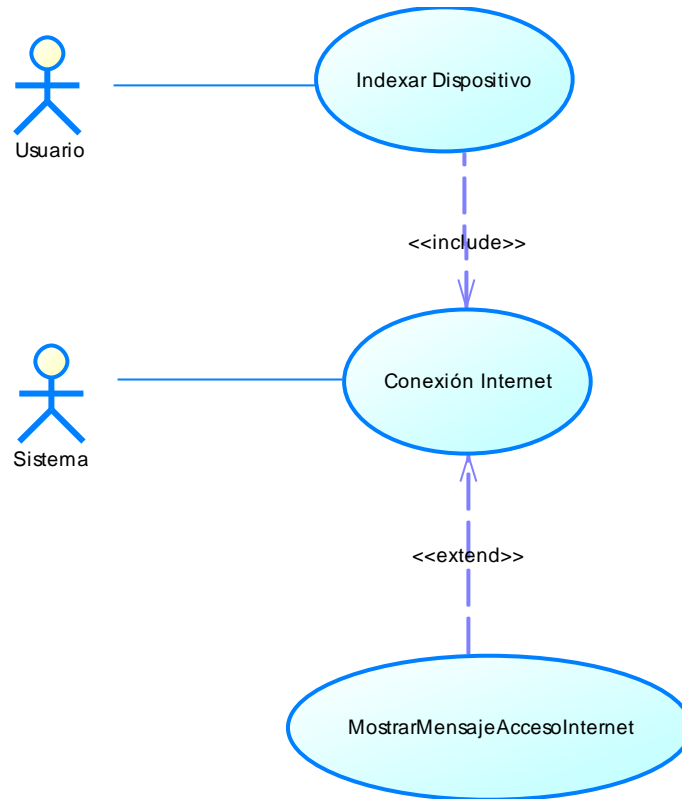 Indexar Dispositivo
Usuario
<<include>>
Conexión Internet
Sistema
<<extend>>
MostrarMensajeAccesoInternet